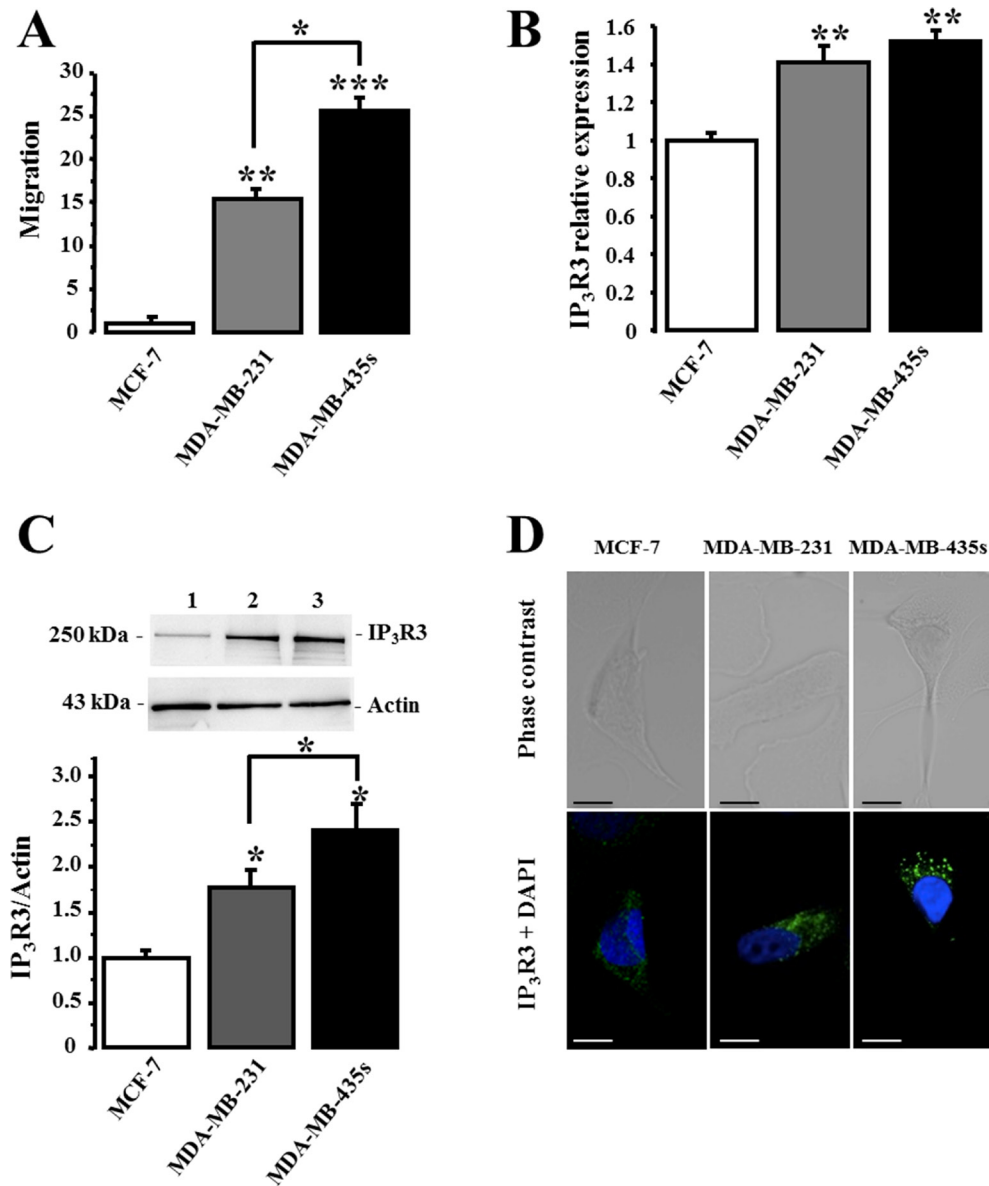 A
Migration
30
25
20
15
10
5
0
*
**
***
MCF-7
MDA-MB-231
MDA-MB-435s
B
IP₃R3 relative expression
1.6
1.4
1.2
1
0.8
0.6
0.4
0.2
0
**
**
MCF-7
MDA-MB-231
MDA-MB-435s
C
1 2 3
250 kDa - - IP₃R3
43 kDa - - Actin
IP₃R3/Actin
3.0
2.5
2.0
1.5
1.0
0.5
0
*
*
*
MCF-7
MDA-MB-231
MDA-MB-435s
D
MCF-7 MDA-MB-231 MDA-MB-435s
Phase contrast
IP₃R3 + DAPI